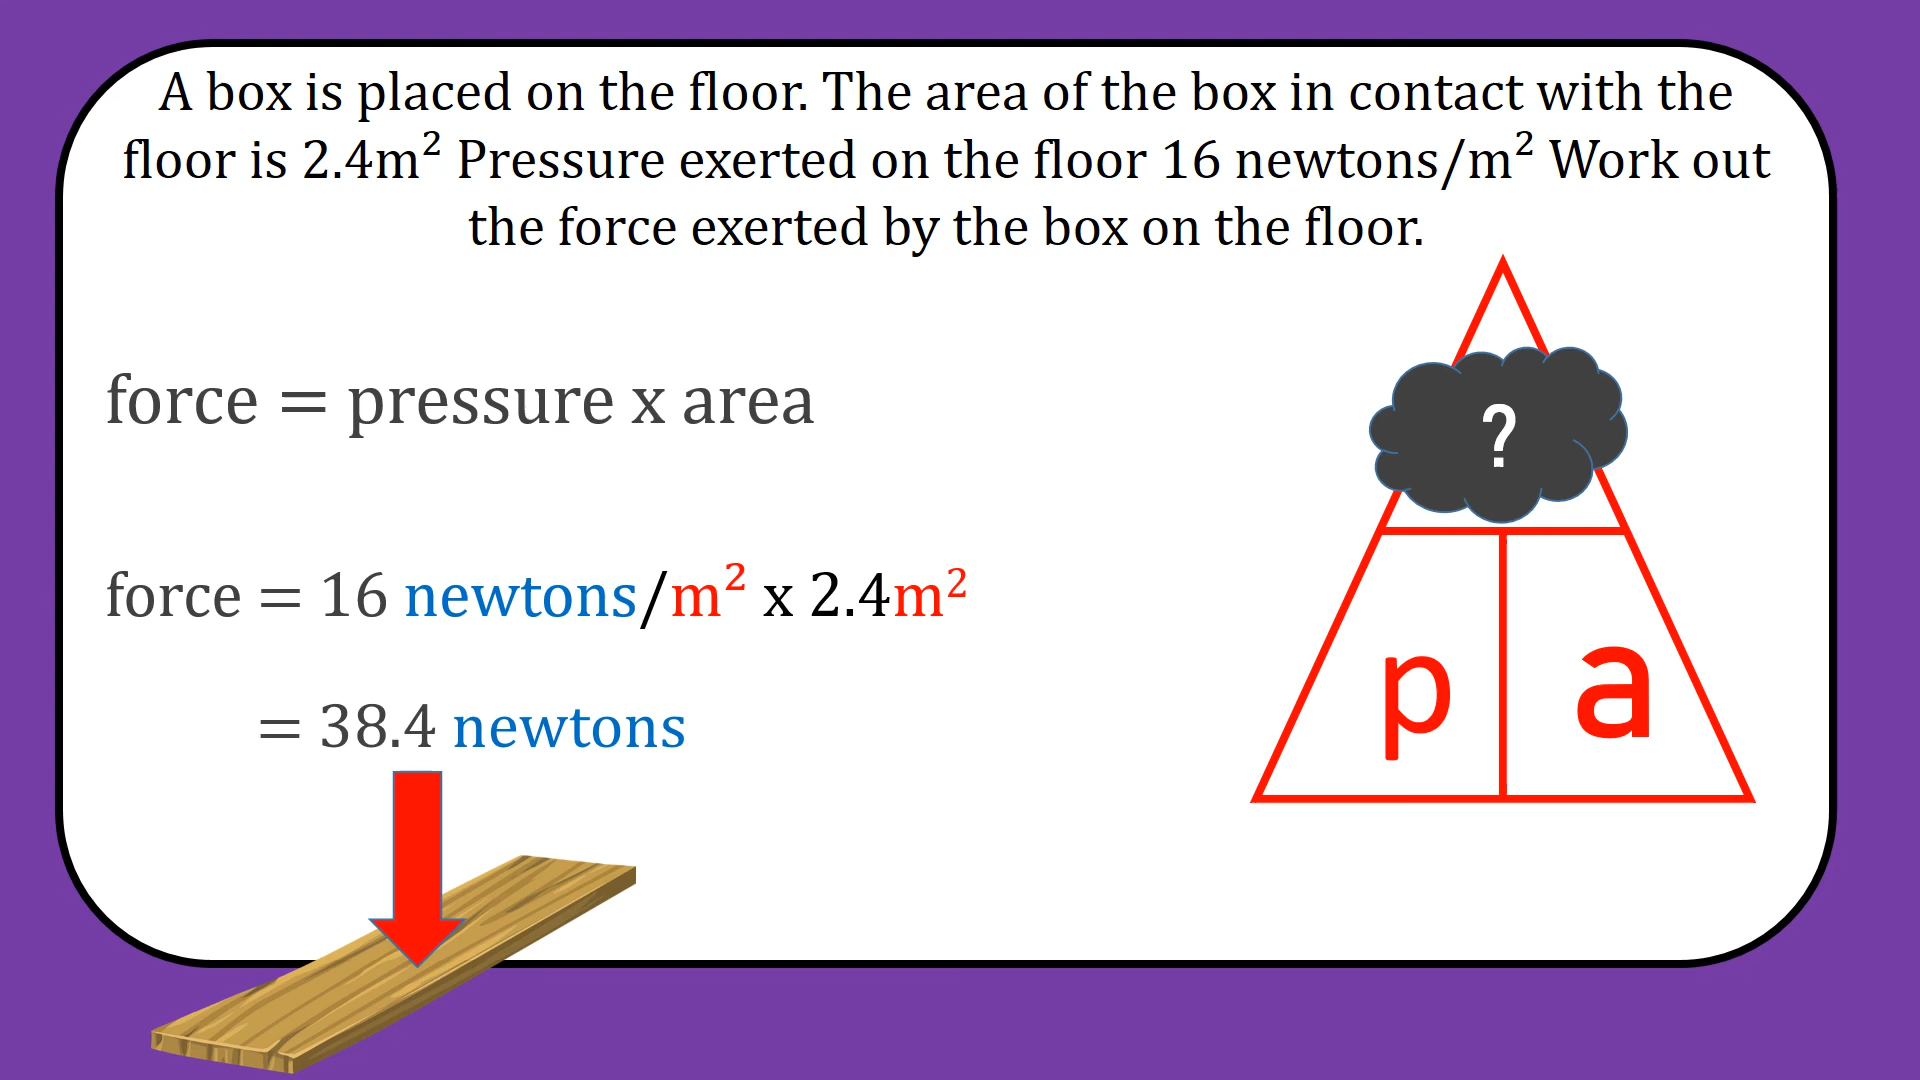 A box is placed on the floor. The area of the box in contact with the
floor is 2.4m² Pressure exerted on the floor 16 newtons/m² Work out
the force exerted by the box on the floor.
force = pressure x area
?
force = 16 newtons/m² x 2.4m²
p a
= 38.4 newtons